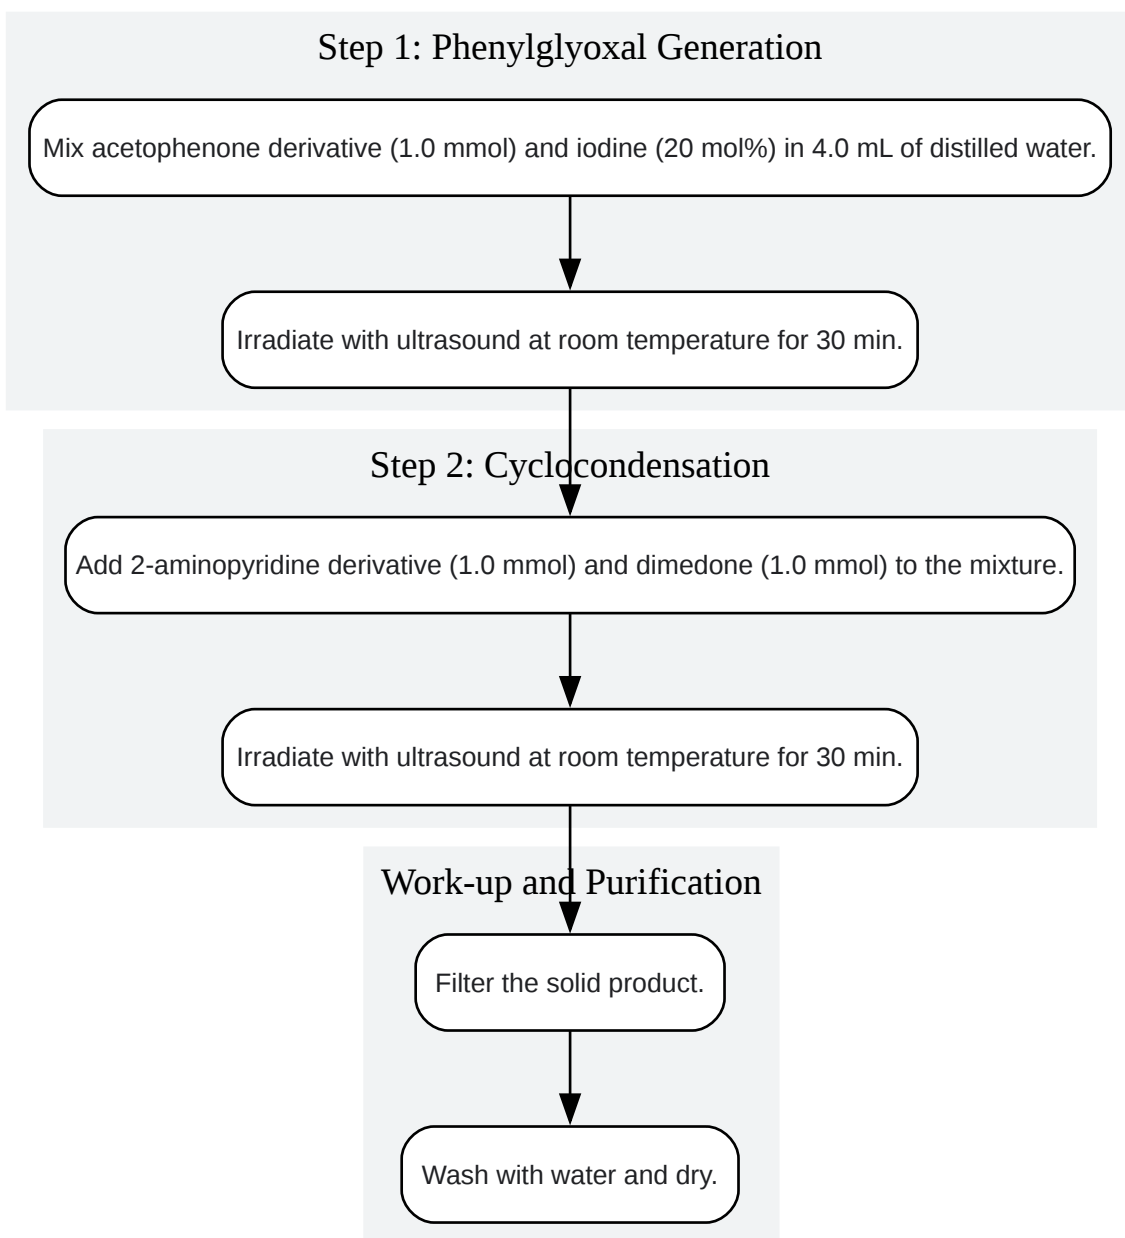 Step 1: Phenylglyoxal Generation
Mix acetophenone derivative (1.0 mmol) and iodine (20 mol%) in 4.0 mL of distilled water.
Irradiate with ultrasound at room temperature for 30 min.
Step 2: Cyclocondensation
Add 2-aminopyridine derivative (1.0 mmol) and dimedone (1.0 mmol) to the mixture.
Irradiate with ultrasound at room temperature for 30 min.
Work-up and Purification
Filter the solid product.
Wash with water and dry.